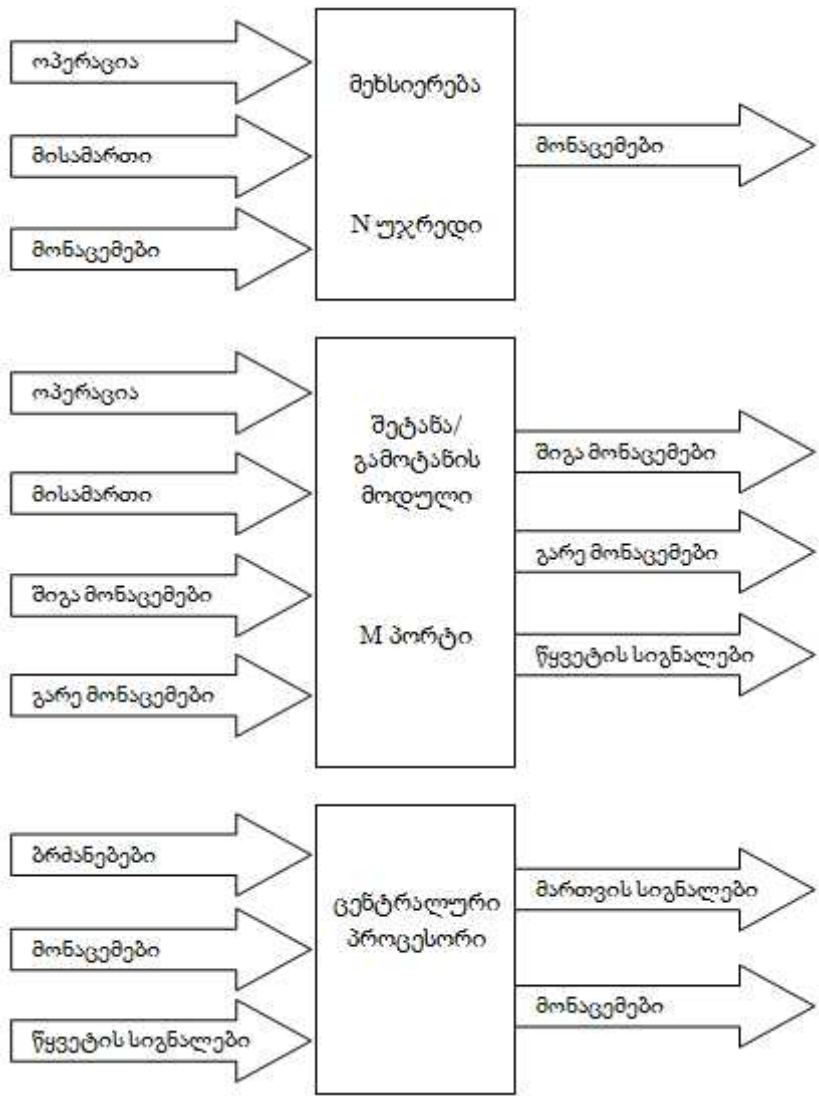 ოპერაცია
მისამართი
მონაცემები
მეხსიერება
N უჯრედი
მონაცემები
ოპერაცია
მისამართი
შიგა მონაცემები
გარე მონაცემები
შეტანა/
გამოტანის
მოდული
M პორტი
შიგა მონაცემები
გარე მონაცემები
წყვეტის სიგნალები
ბრძანებები
მონაცემები
წყვეტის სიგნალები
ცენტრალური
პროცესორი
მართვის სიგნალები
მონაცემები